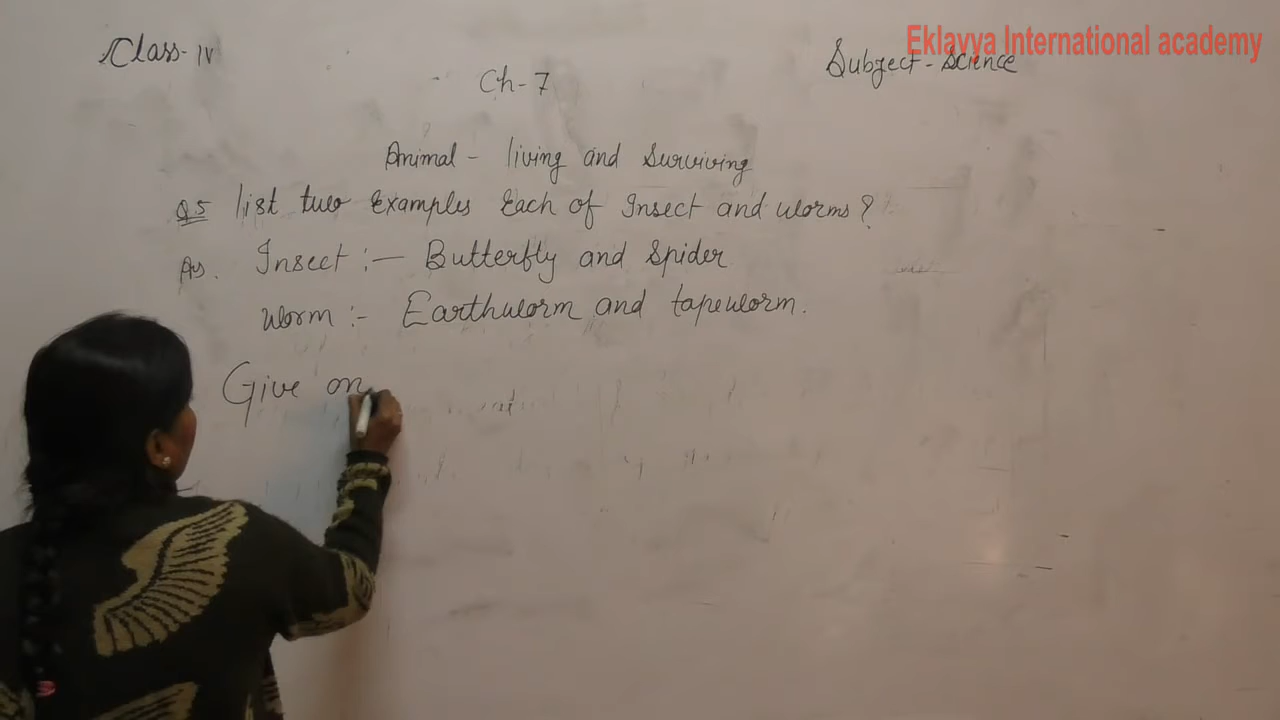 Eklavya International academy
Class- IV
Subject - Science
Ch- 7
Animal - living and Surviving
Q5 list two Examples Each of Insect and worms?
Ans. Insect :— Butterfly and Spider
Worm :- Earthworm and tapeworm.
Give on